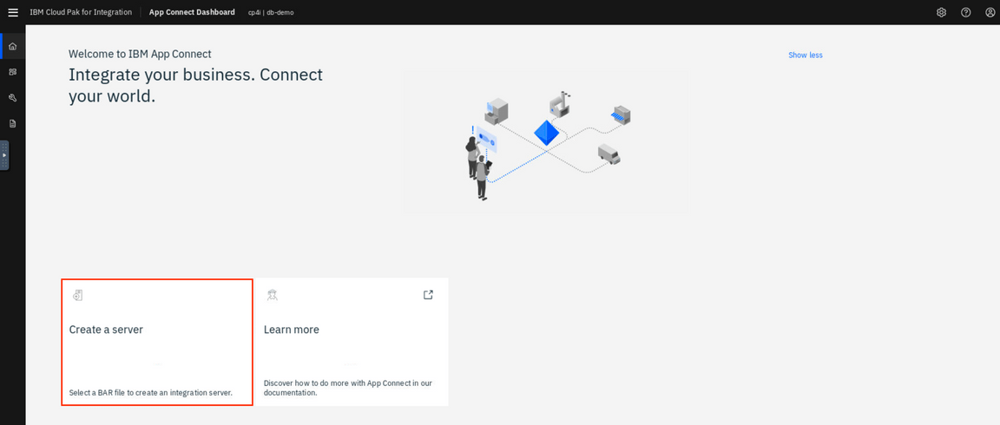 IBM Cloud Pak for Integration App Connect Dashboard cp4i | db-demo
Welcome to IBM App Connect
Show less
Integrate your business. Connect
your world.
!
Create a server
Learn more
Select a BAR file to create an integration server.
Discover how to do more with App Connect in our
documentation.